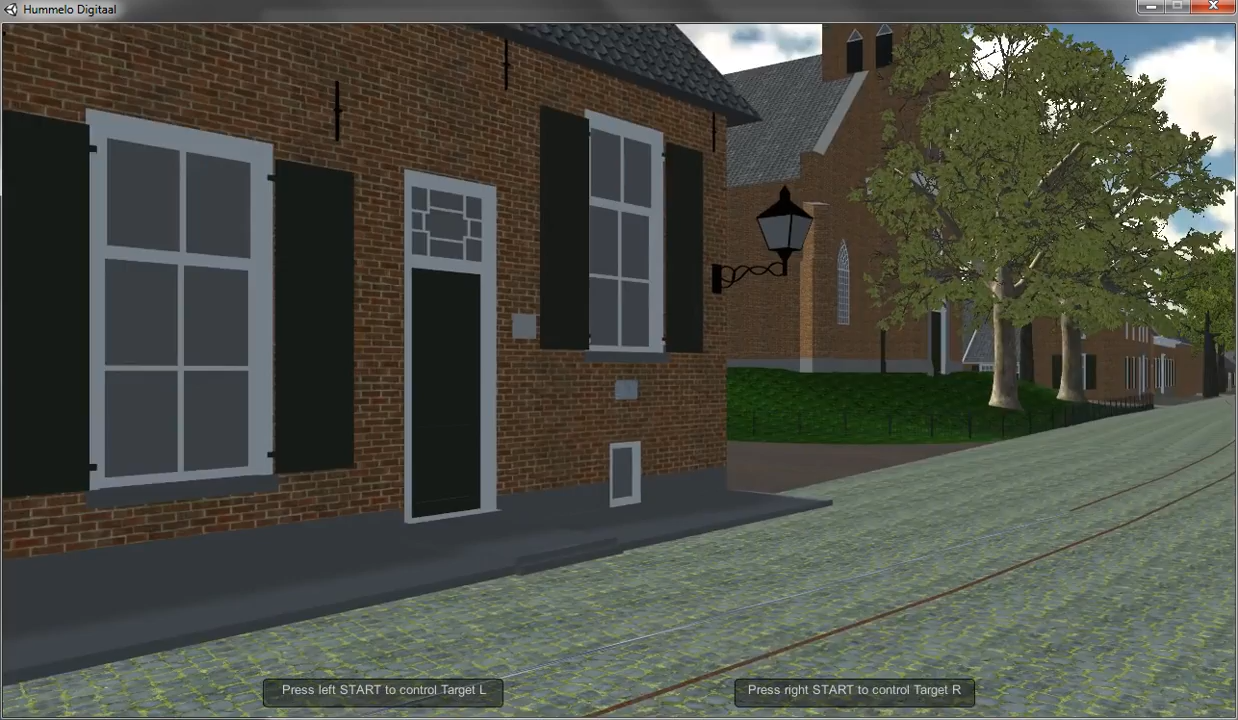 Hummelo Digitaal
Press left START to control Target L
Press right START to control Target R